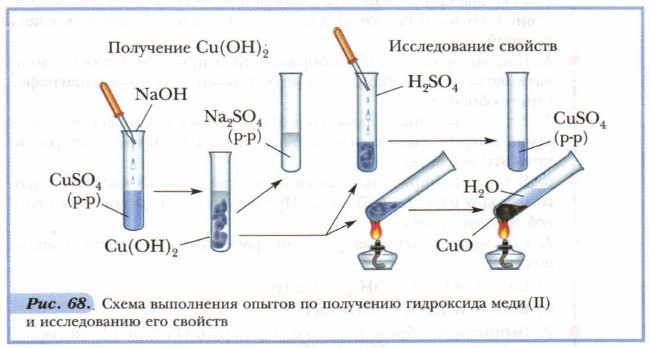 Получение Cu(OH)₂
Исследование свойств
NaOH
H₂SO₄
Na₂SO₄
(р-р)
CuSO₄
(р-р)
CuSO₄
(р-р)
H₂O
Cu(OH)₂
CuO
Рис. 68. Схема выполнения опытов по получению гидроксида меди (II)
и исследованию его свойств